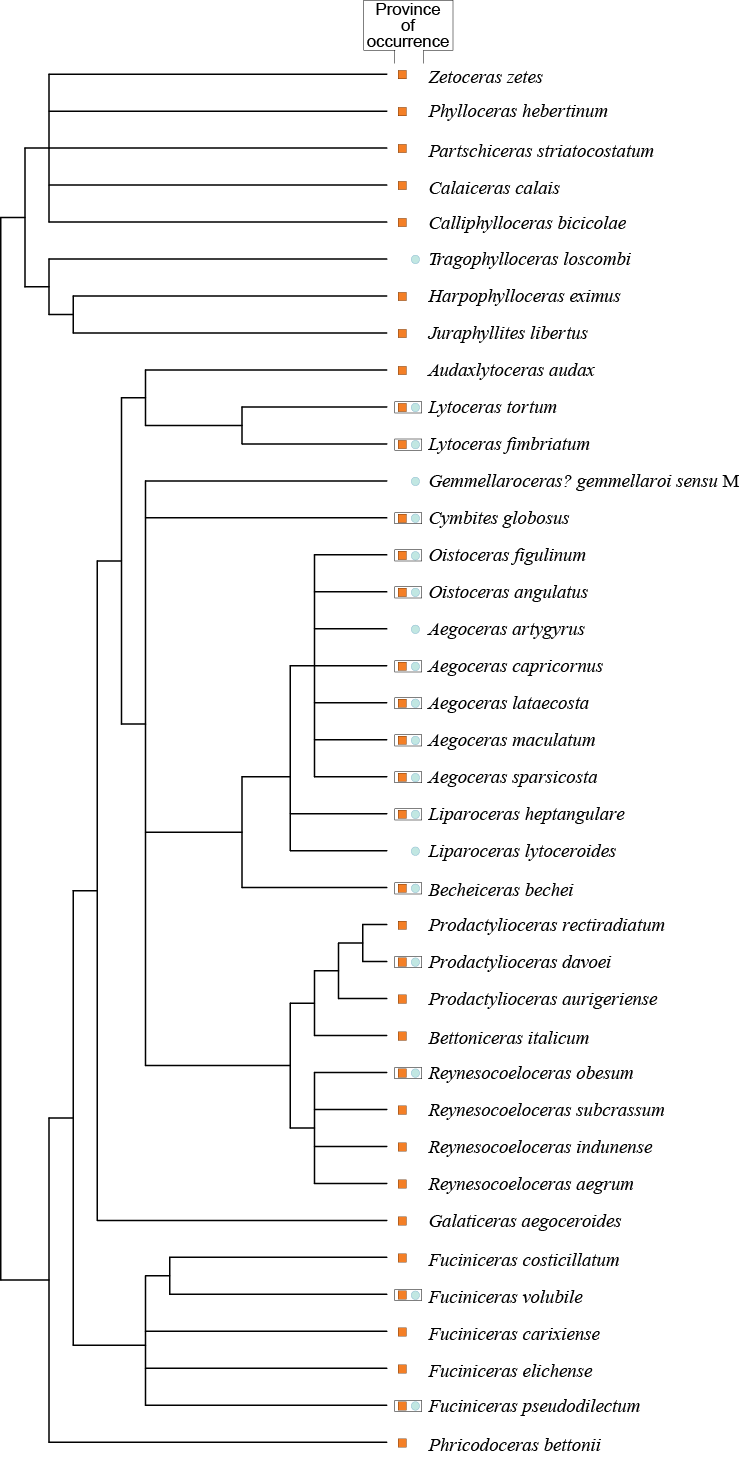 Province
of
occurrence
Zetoceras zetes
Phylloceras hebertinum
Partschiceras striatocostatum
Calaiceras calais
Calliphylloceras bicicolae
Tragophylloceras loscombi
Harpophylloceras eximus
Juraphyllites libertus
Audaxlytoceras audax
Lytoceras tortum
Lytoceras fimbriatum
Gemmellaroceras? gemmellaroi sensu M
Cymbites globosus
Oistoceras figulinum
Oistoceras angulatus
Aegoceras artygyrus
Aegoceras capricornus
Aegoceras lataecosta
Aegoceras maculatum
Aegoceras sparsicosta
Liparoceras heptangulare
Liparoceras lytoceroides
Becheiceras bechei
Prodactylioceras rectiradiatum
Prodactylioceras davoei
Prodactylioceras aurigeriense
Bettoniceras italicum
Reynesocoeloceras obesum
Reynesocoeloceras subcrassum
Reynesocoeloceras indunense
Reynesocoeloceras aegrum
Galaticeras aegoceroides
Fuciniceras costicillatum
Fuciniceras volubile
Fuciniceras carixiense
Fuciniceras elichense
Fuciniceras pseudodilectum
Phricodoceras bettonii